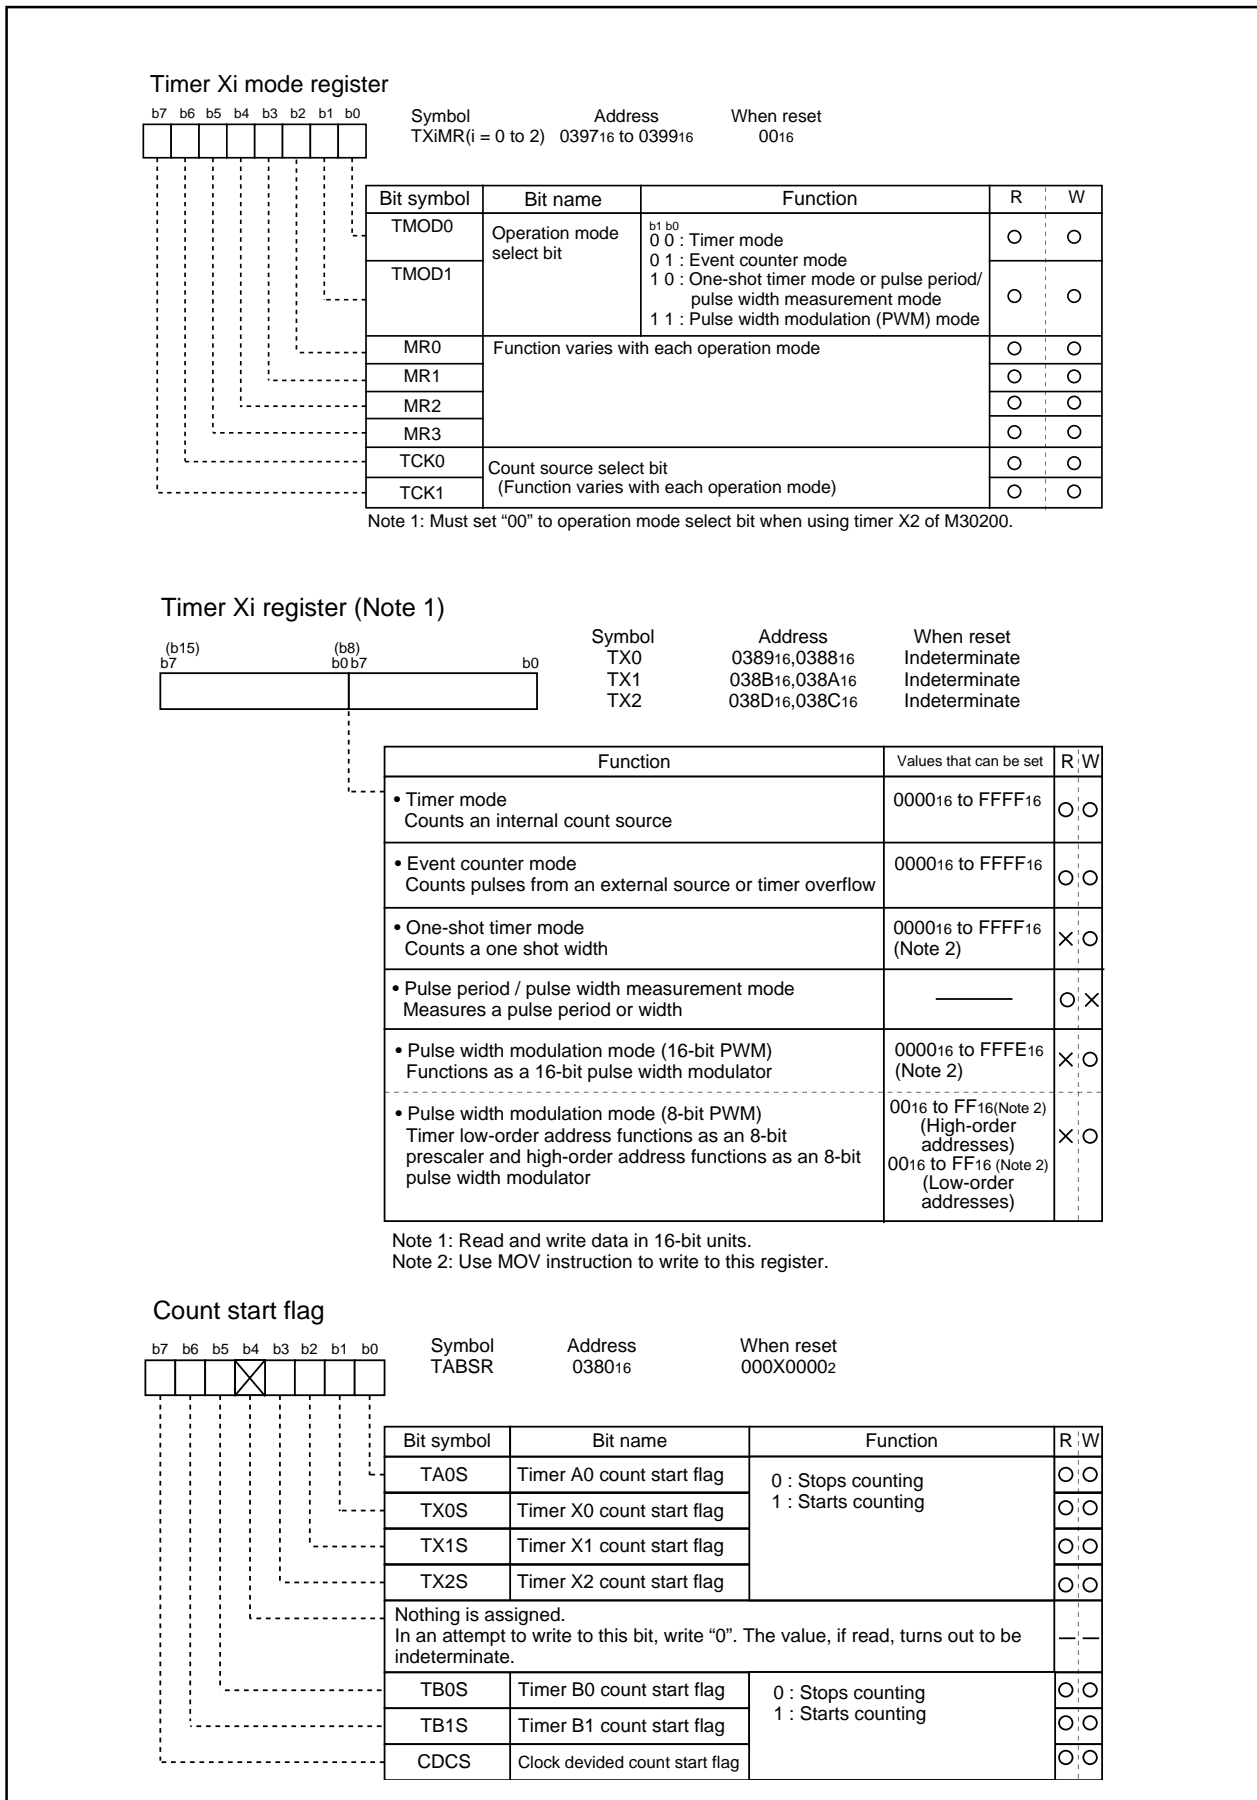 Timer Xi mode register
b7 b6 b5 b4 b3 b2 b1 b0
Symbol Address When reset
TXiMR(i = 0 to 2) 039716 to 039916 0016
Bit symbol Bit name Function R W
TMOD0 Operation mode select bit
b1 b0
0 0 : Timer mode
0 1 : Event counter mode
TMOD1
1 0 : One-shot timer mode or pulse period/
pulse width measurement mode
1 1 : Pulse width modulation (PWM) mode
MR0 Function varies with each operation mode
MR1
MR2
MR3
TCK0 Count source select bit
TCK1 (Function varies with each operation mode)
Note 1: Must set “00” to operation mode select bit when using timer X2 of M30200.
Timer Xi register (Note 1)
(b15) (b8)
b7 b0 b7 b0
Symbol Address When reset
TX0 038916,038816 Indeterminate
TX1 038B16,038A16 Indeterminate
TX2 038D16,038C16 Indeterminate
Function Values that can be set R W
• Timer mode 000016 to FFFF16
Counts an internal count source
• Event counter mode 000016 to FFFF16
Counts pulses from an external source or timer overflow
• One-shot timer mode 000016 to FFFF16
Counts a one shot width (Note 2)
• Pulse period / pulse width measurement mode
Measures a pulse period or width
• Pulse width modulation mode (16-bit PWM) 000016 to FFFE16
Functions as a 16-bit pulse width modulator (Note 2)
• Pulse width modulation mode (8-bit PWM)
Timer low-order address functions as an 8-bit
prescaler and high-order address functions as an 8-bit
pulse width modulator
0016 to FF16(Note 2)
(High-order
addresses)
0016 to FF16 (Note 2)
(Low-order
addresses)
Note 1: Read and write data in 16-bit units.
Note 2: Use MOV instruction to write to this register.
Count start flag
b7 b6 b5 b4 b3 b2 b1 b0
Symbol Address When reset
TABSR 038016 000X00002
Bit symbol Bit name Function R W
TA0S Timer A0 count start flag 0 : Stops counting
TX0S Timer X0 count start flag 1 : Starts counting
TX1S Timer X1 count start flag
TX2S Timer X2 count start flag
Nothing is assigned.
In an attempt to write to this bit, write “0”. The value, if read, turns out to be
indeterminate.
TB0S Timer B0 count start flag 0 : Stops counting
TB1S Timer B1 count start flag 1 : Starts counting
CDCS Clock devided count start flag